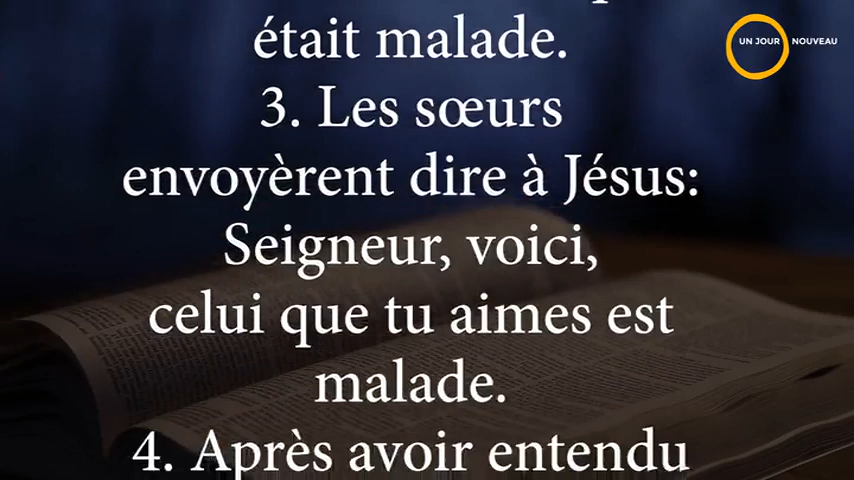 était malade.
3. Les sœurs
envoyèrent dire à Jésus:
Seigneur, voici,
celui que tu aimes est
malade.
4. Après avoir entendu
UN JOUR NOUVEAU